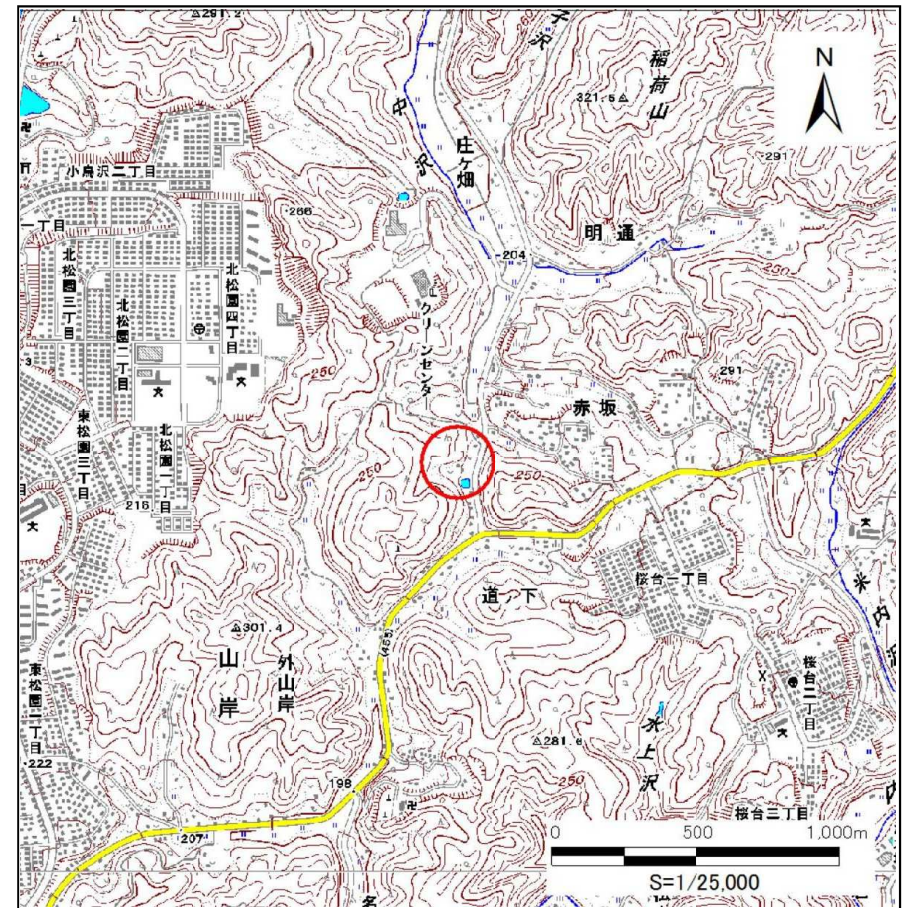 291.2
子沢
稲荷山
N
321.5
中沢
庄ヶ畑
291
小鳥沢二丁目
一丁目
266
明通
204
250
北松園三丁目
北松園二丁目
北松園四丁目
クリーンセンター
250
291
赤坂
東松園三丁目
北松園一丁目
250
250
216
道ノ下
桜台一丁目
米内沢
(455)
301.4
山岸
外山岸
東松園一丁目
桜台二丁目
281.6
水上沢
250
222
198
207
桜台三丁目
0 500 1,000m
S=1/25,000
名